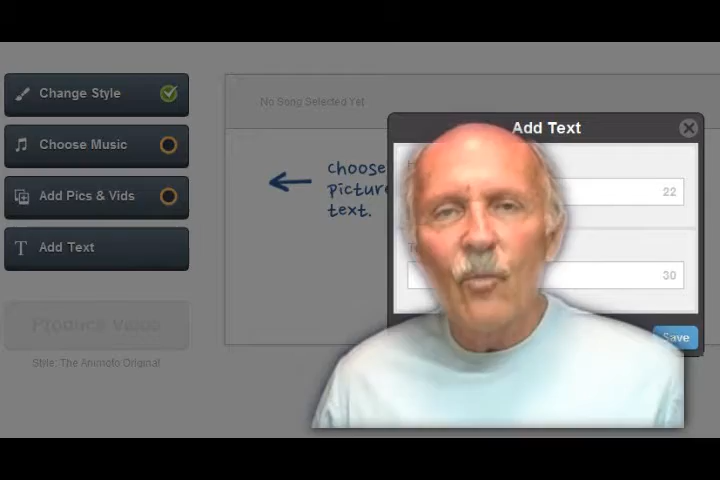 Change Style
Choose Music
Add Pics & Vids
T Add Text
Produce Video
Style: The Animoto Original
No Song Selected Yet
choose
picture
text.
Add Text
22
30
Save